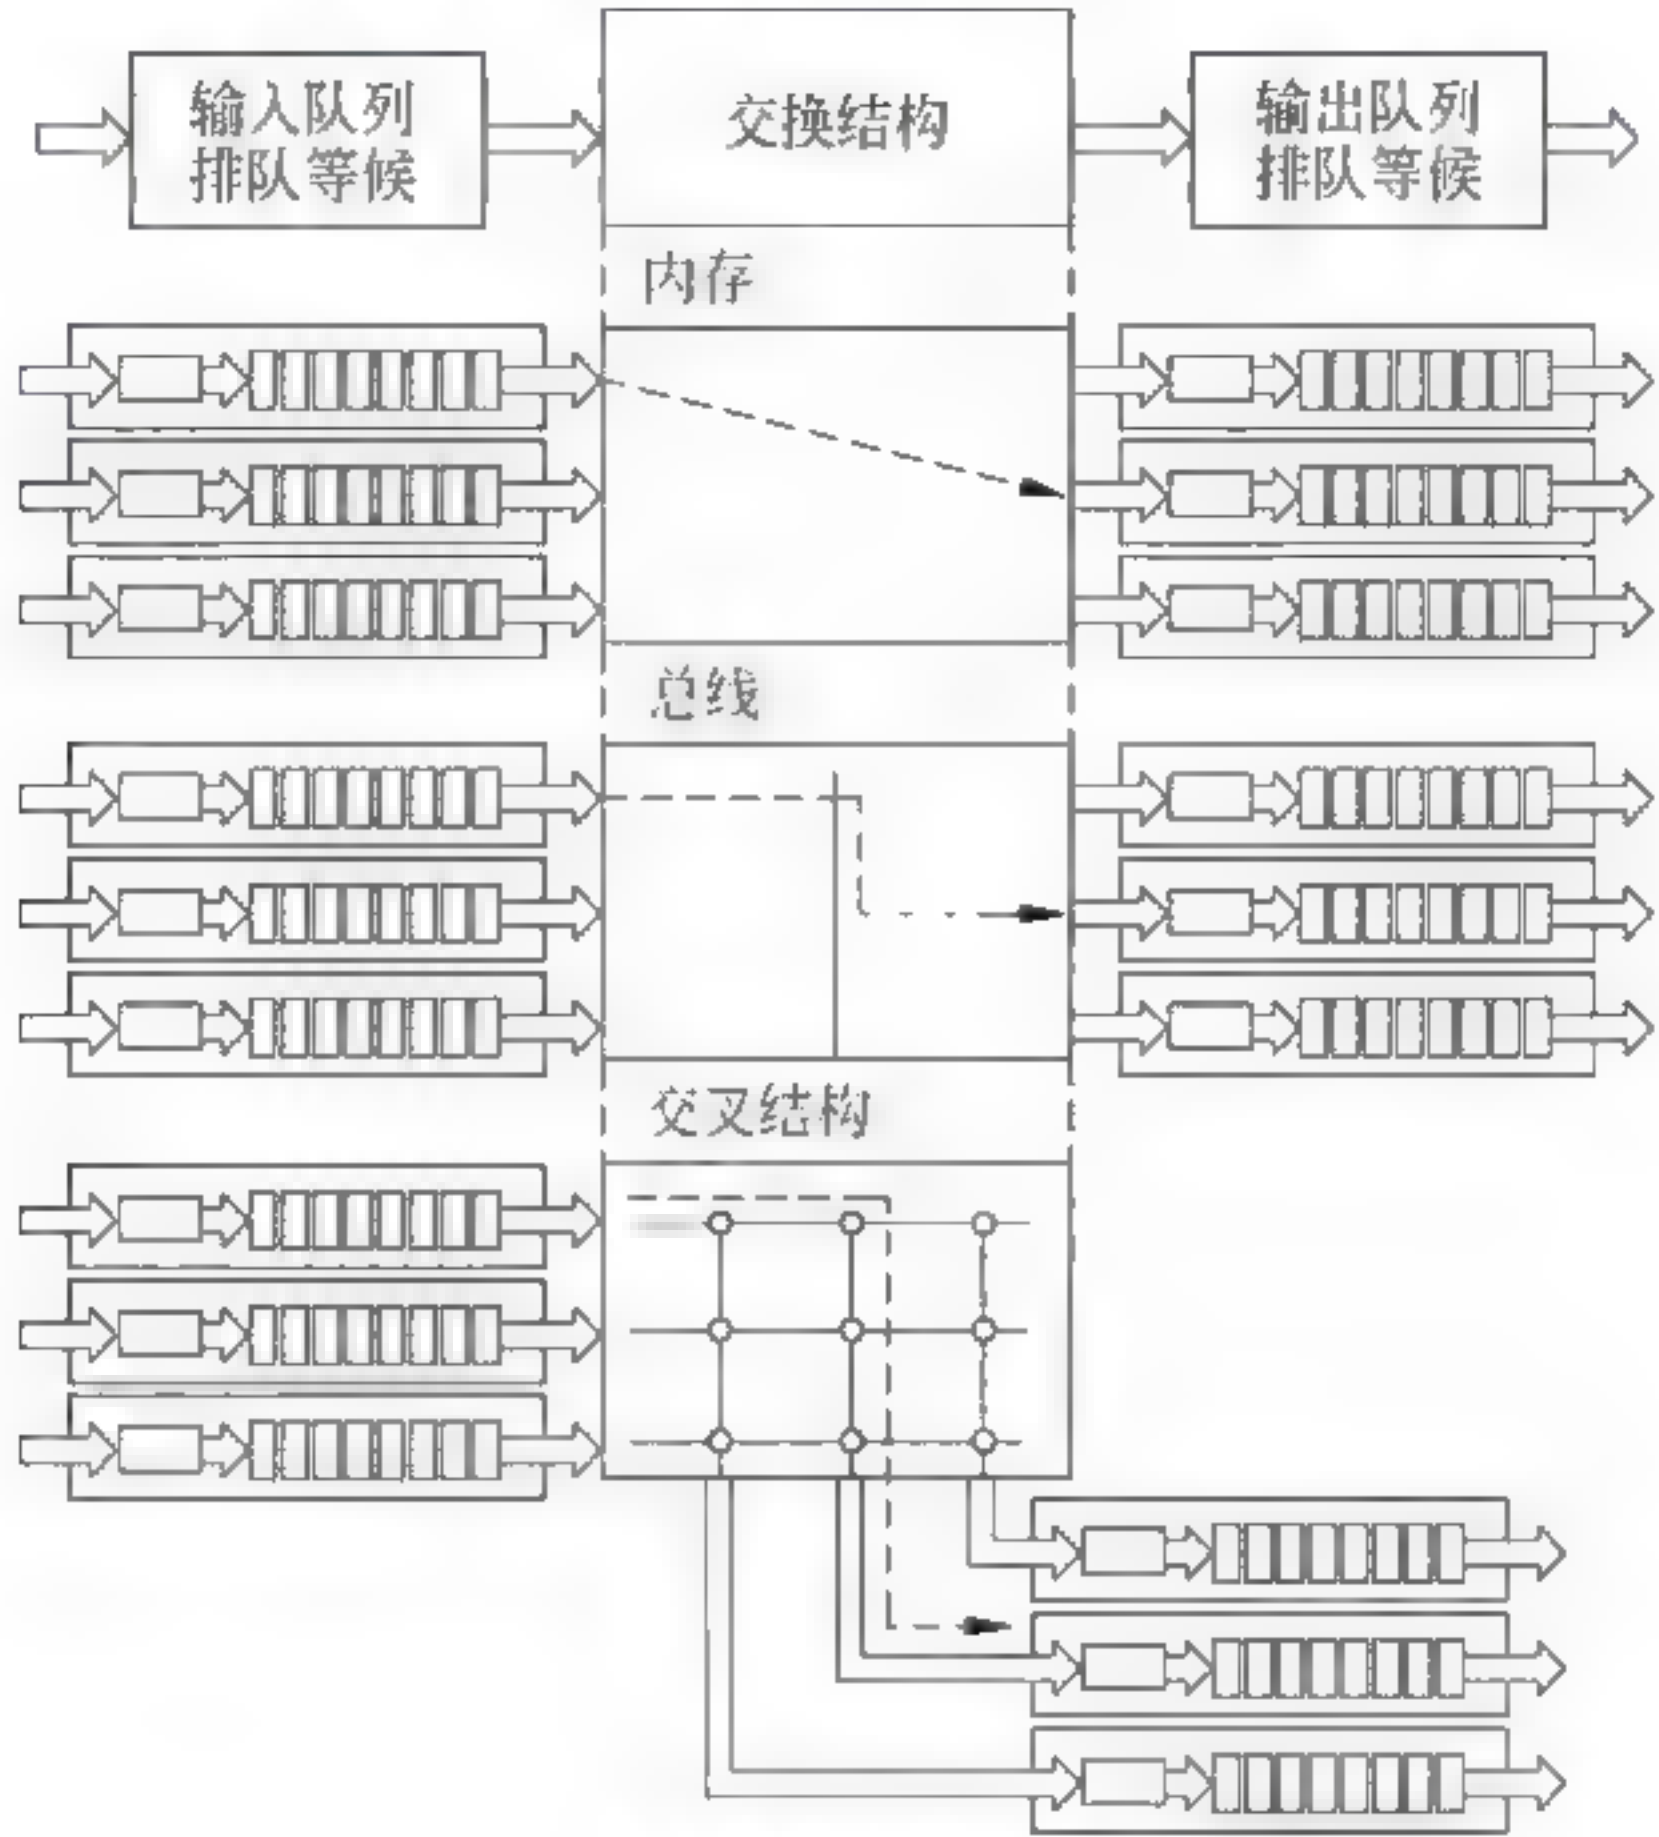 输入队列
排队等候
交换结构
输出队列
排队等候
内存
总线
交叉结构